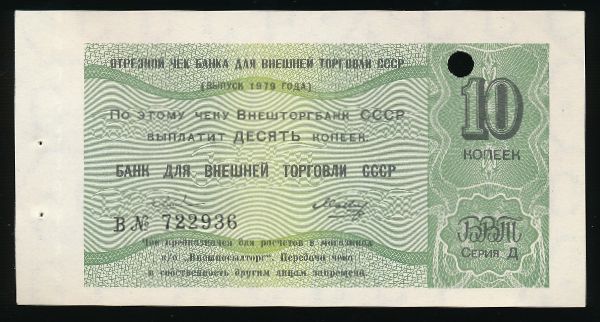 ОТРЕЗНОЙ ЧЕК БАНКА ДЛЯ ВНЕШНЕЙ ТОРГОВЛИ СССР
(ВЫПУСК 1979 ГОДА)
ПО ЭТОМУ ЧЕКУ ВНЕШТОРГБАНК СССР
ВЫПЛАТИТ ДЕСЯТЬ КОПЕЕК.
БАНК ДЛЯ ВНЕШНЕЙ ТОРГОВЛИ СССР
В№ 722936
Чек предназначен для расчетов в магазинах
в/о „Внешпосылторг". Передача чека
в собственность другим лицам запрещена.
10
КОПЕЕК
ВВТ
СЕРИЯ Д